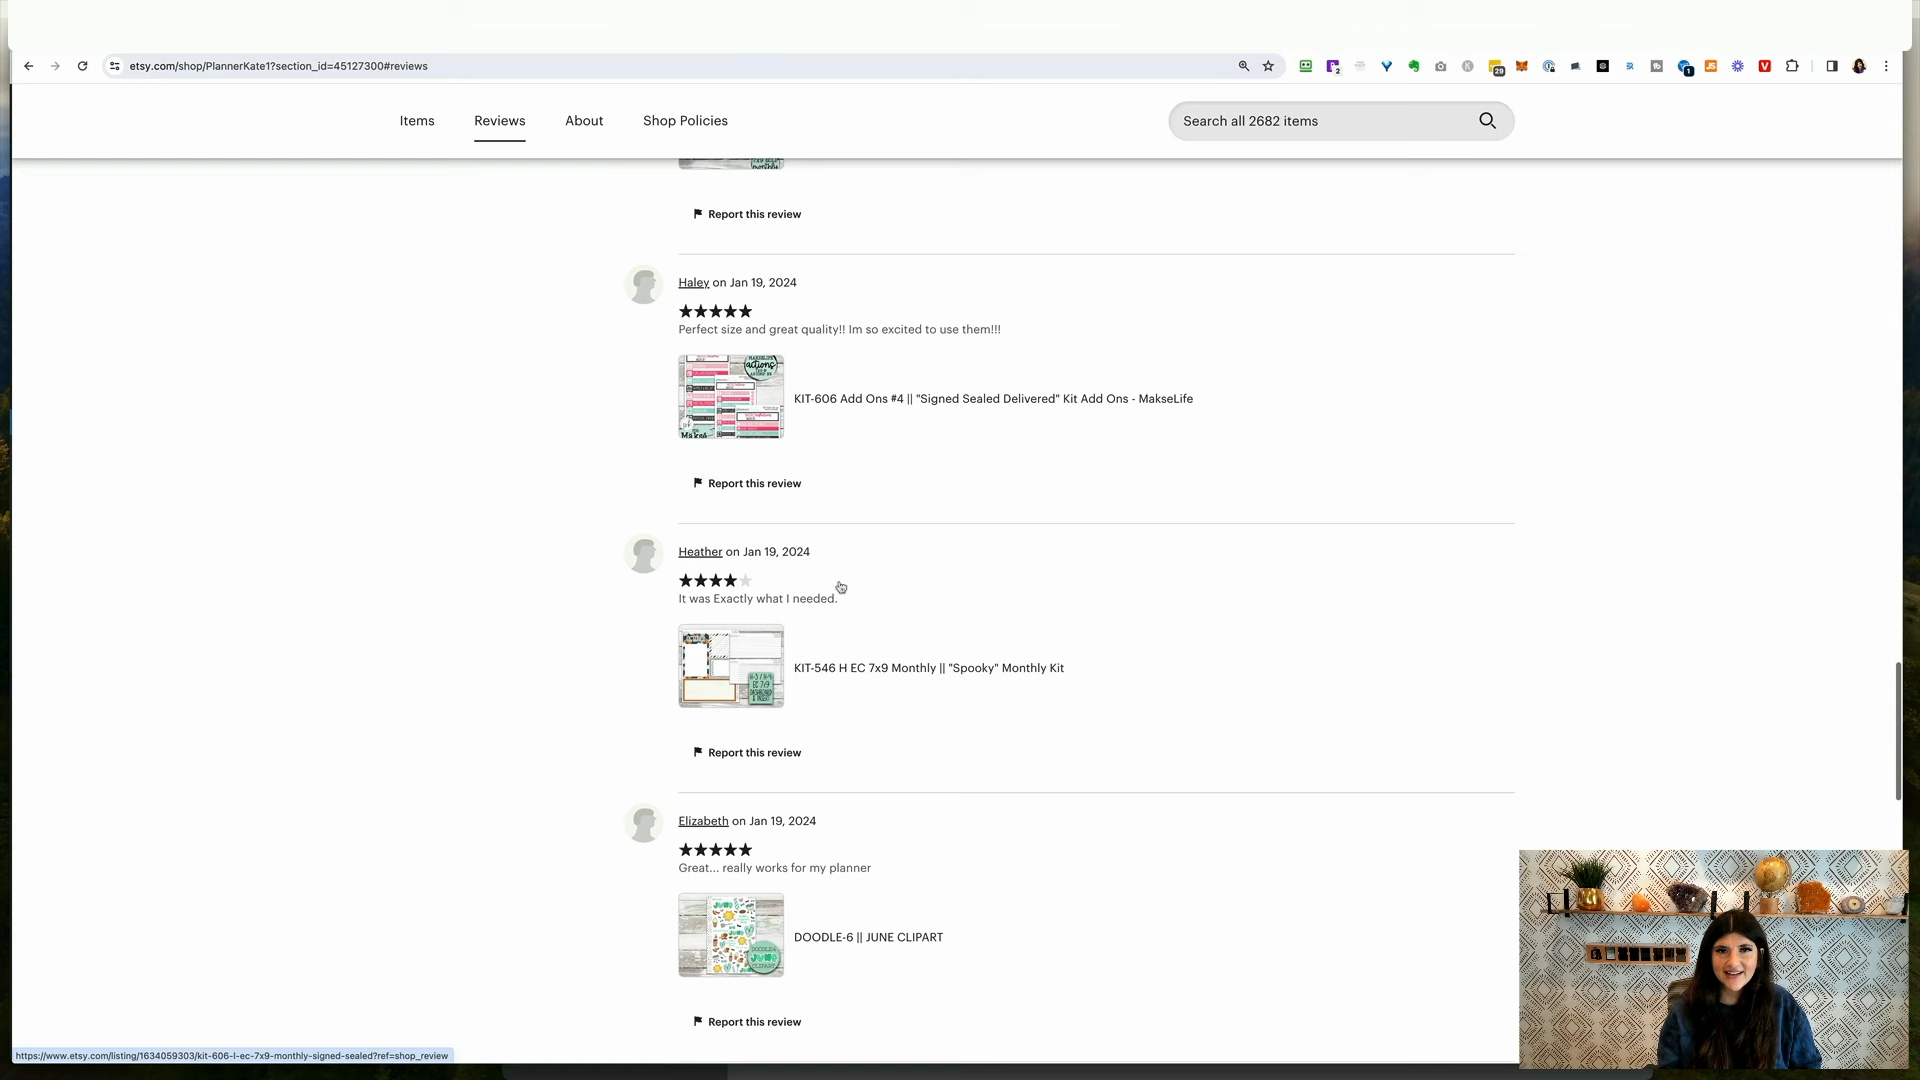 etsy.com/shop/PlannerKate1?section_id=45127300#reviews
Items
Reviews
About
Shop Policies
Search all 2682 items
Report this review
Haley on Jan 19, 2024
Perfect size and great quality!! Im so excited to use them!!!
actions
KIT-606 Add Ons #4 || "Signed Sealed Delivered" Kit Add Ons - MakseLife
Report this review
Heather on Jan 19, 2024
It was Exactly what I needed.
KIT-546 H EC 7x9 Monthly || "Spooky" Monthly Kit
Report this review
Elizabeth on Jan 19, 2024
Great... really works for my planner
DOODLE-6 || JUNE CLIPART
Report this review
https://www.etsy.com/listing/1634059303/kit-606-l-ec-7x9-monthly-signed-sealed?ref=shop_review